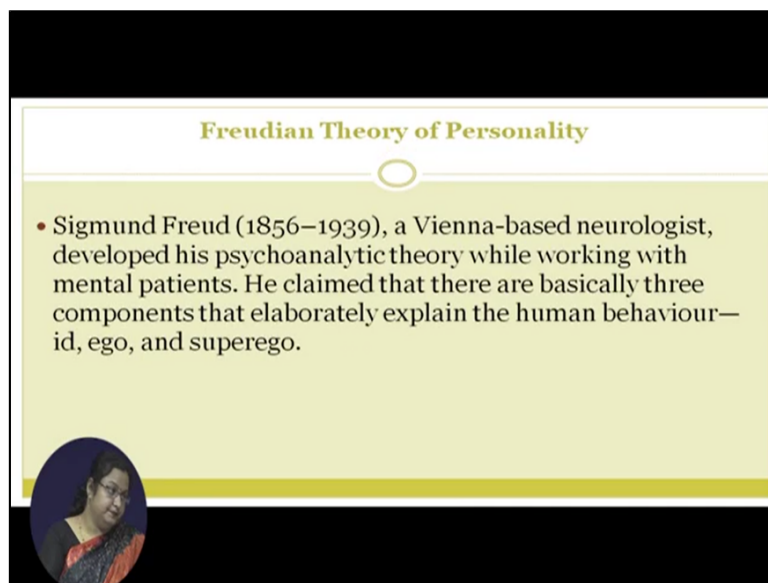 Freudian Theory of Personality
• Sigmund Freud (1856–1939), a Vienna-based neurologist,
developed his psychoanalytic theory while working with
mental patients. He claimed that there are basically three
components that elaborately explain the human behaviour—
id, ego, and superego.